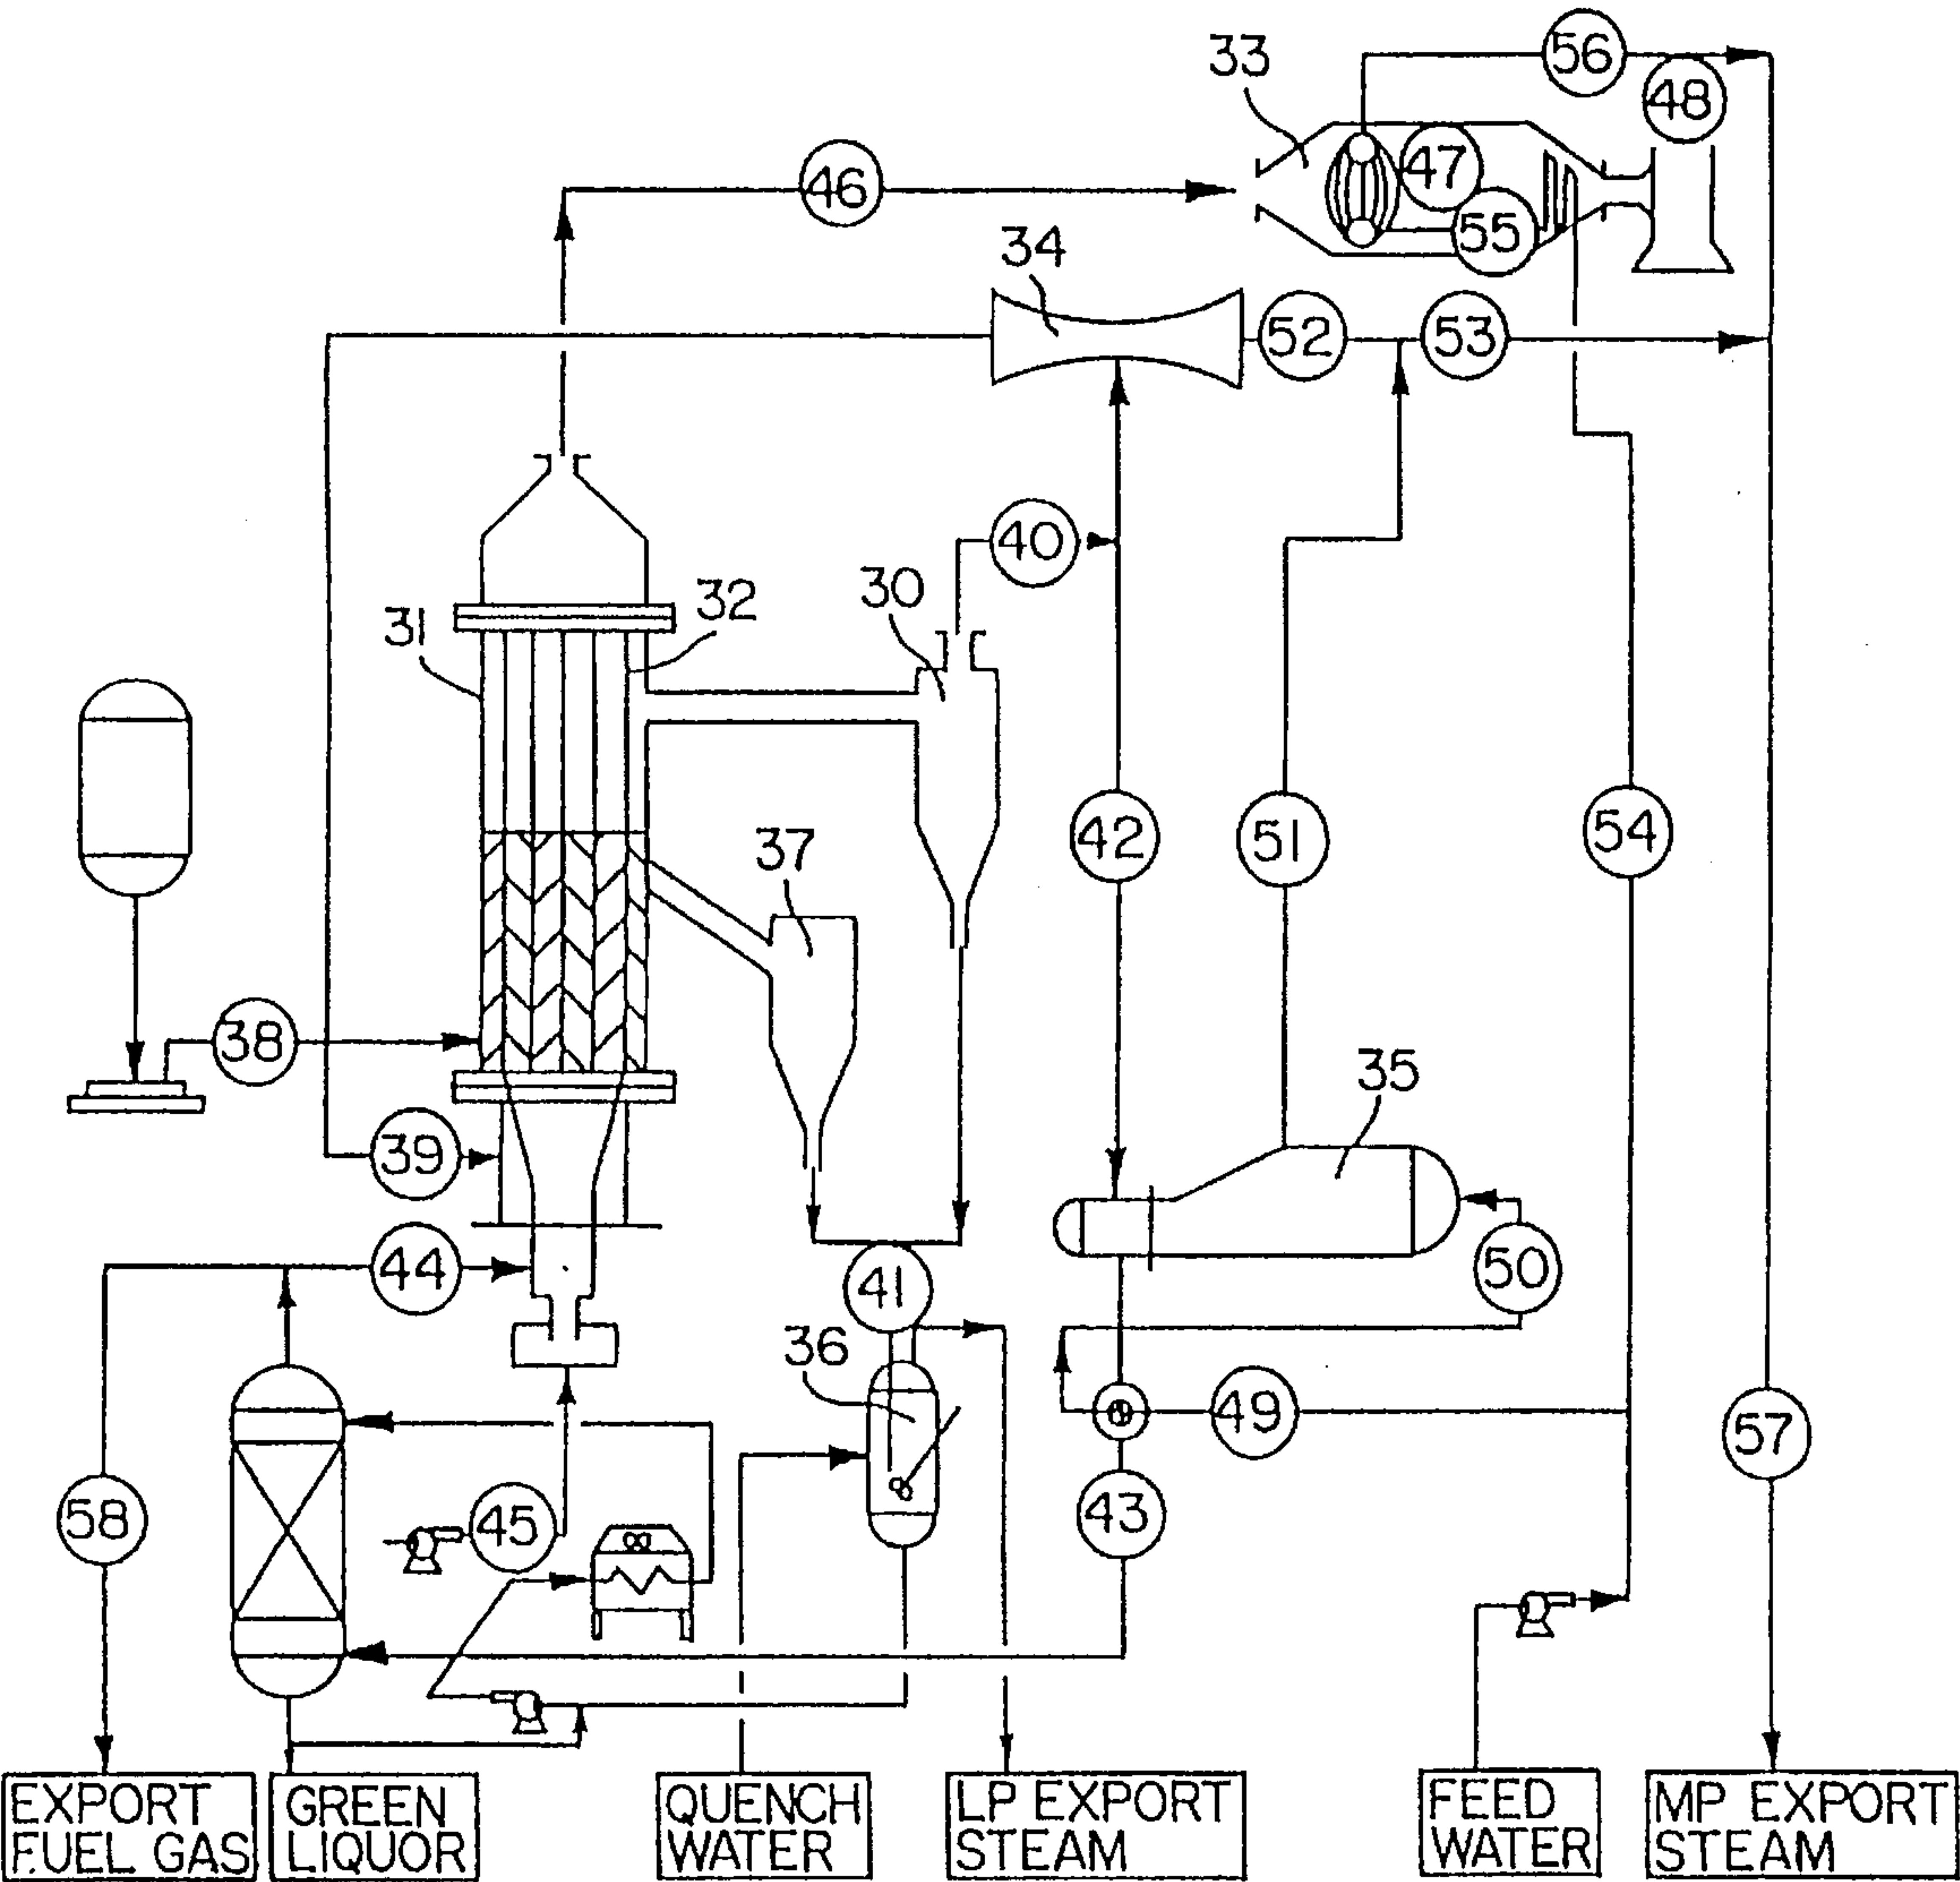 56
33
48
47
46
55
34
52
53
40
30
32
31
37
42
51
54
38
35
39
44
50
41
36
49
57
58
45
43
EXPORT
FUEL GAS
GREEN
LIQUOR
QUENCH
WATER
LP EXPORT
STEAM
FEED
WATER
MP EXPORT
STEAM